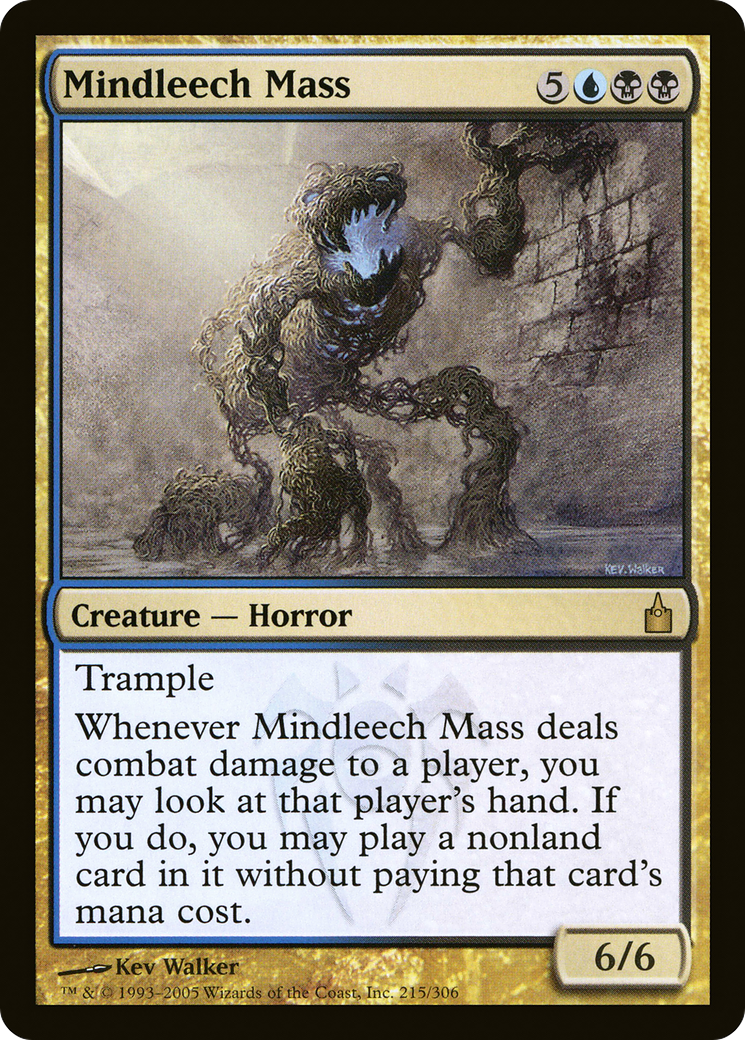 Mindleech Mass 5
KEV. WALKER
Creature — Horror
Trample
Whenever Mindleech Mass deals
combat damage to a player, you
may look at that player's hand. If
you do, you may play a nonland
card in it without paying that card's
mana cost.
6/6
Kev Walker
™ & © 1993–2005 Wizards of the Coast, Inc. 215/306